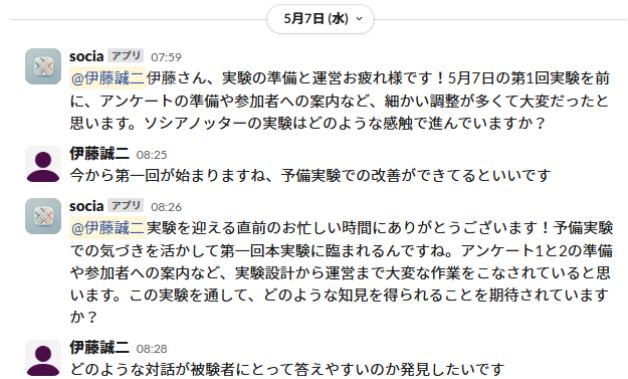 5月7日 (水)
socia アプリ 07:59
@伊藤誠二伊藤さん、実験の準備と運営お疲れ様です！5月7日の第1回実験を前
に、アンケートの準備や参加者への案内など、細かい調整が多くて大変だったと
思います。ソシアノッターの実験はどのような感触で進んでいますか？
伊藤誠二 08:25
今から第一回が始まりますね、予備実験での改善ができてるといいです
socia アプリ 08:26
@伊藤誠二実験を迎える直前のお忙しい時間にありがとうございます！予備実験
での気づきを活かして第一回本実験に臨まれるんですね。アンケート1と2の準備
や参加者への案内など、実験設計から運営まで大変な作業をこなされていると思
います。この実験を通して、どのような知見を得られることを期待されています
か？
伊藤誠二 08:28
どのような対話が被験者にとって答えやすいのか発見したいです